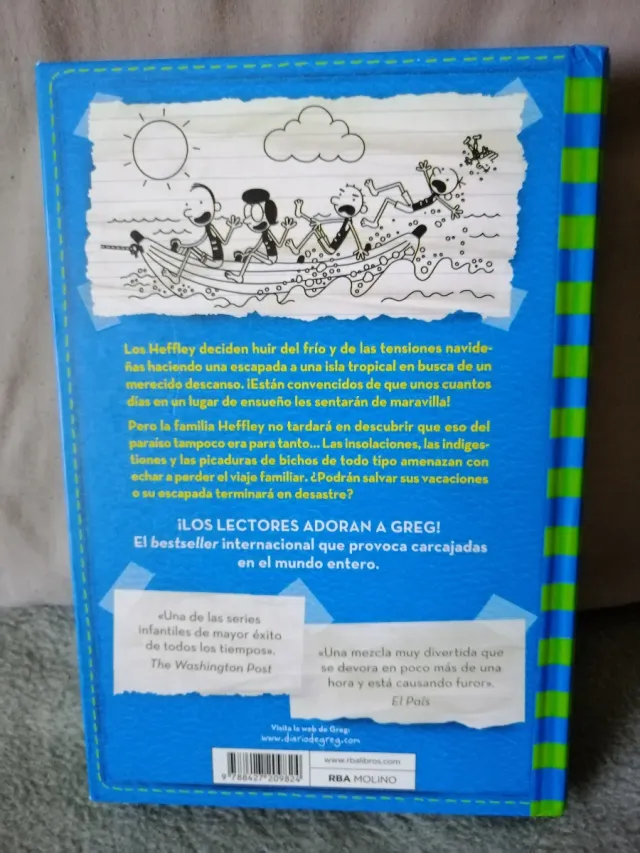 Los Heffley deciden huir del frío y de las tensiones navide-
ñas haciendo una escapada a una isla tropical en busca de un
merecido descanso. ¡Están convencidos de que unos cuantos
días en un lugar de ensueño les sentarán de maravilla!
Pero la familia Heffley no tardará en descubrir que eso del
paraíso tampoco era para tanto... Las insolaciones, las indiges-
tiones y las picaduras de bichos de todo tipo amenazan con
echar a perder el viaje familiar. ¿Podrán salvar sus vacaciones
o su escapada terminará en desastre?
¡LOS LECTORES ADORAN A GREG!
El bestseller internacional que provoca carcajadas
en el mundo entero.
«Una de las series
infantiles de mayor éxito
de todos los tiempos».
The Washington Post
«Una mezcla muy divertida que
se devora en poco más de una
hora y está causando furor».
El País
Visita la web de Greg:
www.diariodegreg.com
9 788427 209824
www.rbalibros.com
RBA MOLINO